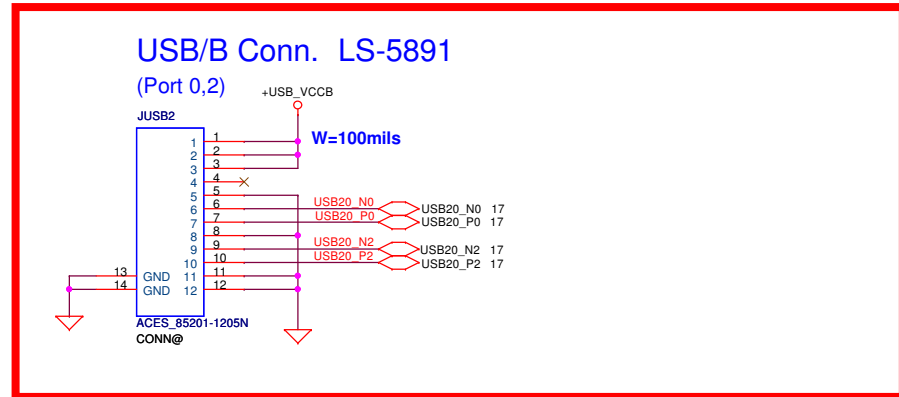 USB/B Conn. LS-5891
(Port 0,2)
+USB_VCCB
JUSB2
W=100mils
1 1
2 2
3 3
4 4
5 5
6 6 USB20_N0 USB20_N0 17
7 7 USB20_P0 USB20_P0 17
8 8
9 9 USB20_N2 USB20_N2 17
10 10 USB20_P2 USB20_P2 17
13 GND 11 11
14 GND 12 12
ACES_85201-1205N
CONN@